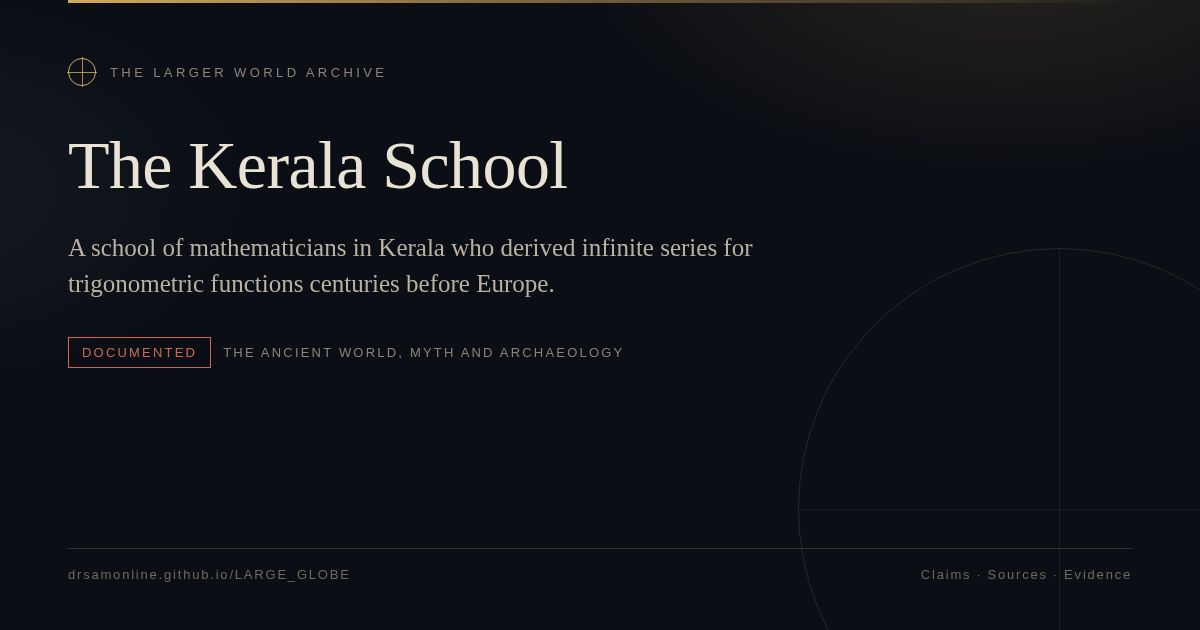 THE LARGER WORLD ARCHIVE
The Kerala School
A school of mathematicians in Kerala who derived infinite series for
trigonometric functions centuries before Europe.
DOCUMENTED THE ANCIENT WORLD, MYTH AND ARCHAEOLOGY
drsamonline.github.io/LARGE_GLOBE Claims · Sources · Evidence